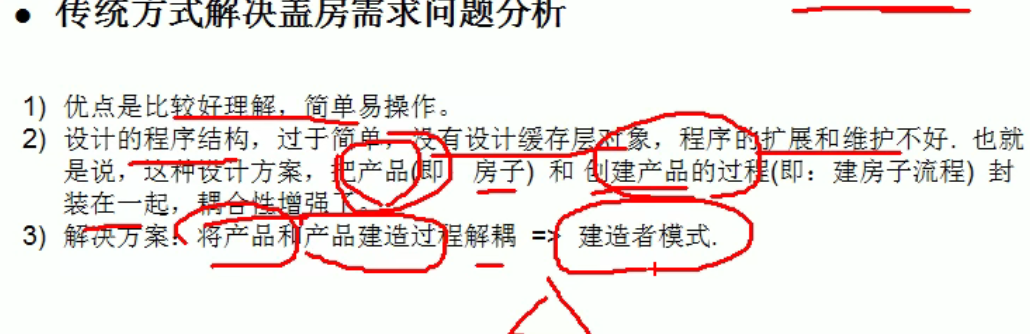 ● 传统方式解决盖房需求问题分析
1) 优点是比较好理解，简单易操作。
2) 设计的程序结构，过于简单，没有设计缓存层对象，程序的扩展和维护不好. 也就
是说，这种设计方案，把产品(即: 房子) 和 创建产品的过程(即: 建房子流程) 封
装在一起，耦合性增强了。
3) 解决方案: 将产品和产品建造过程解耦 => 建造者模式.